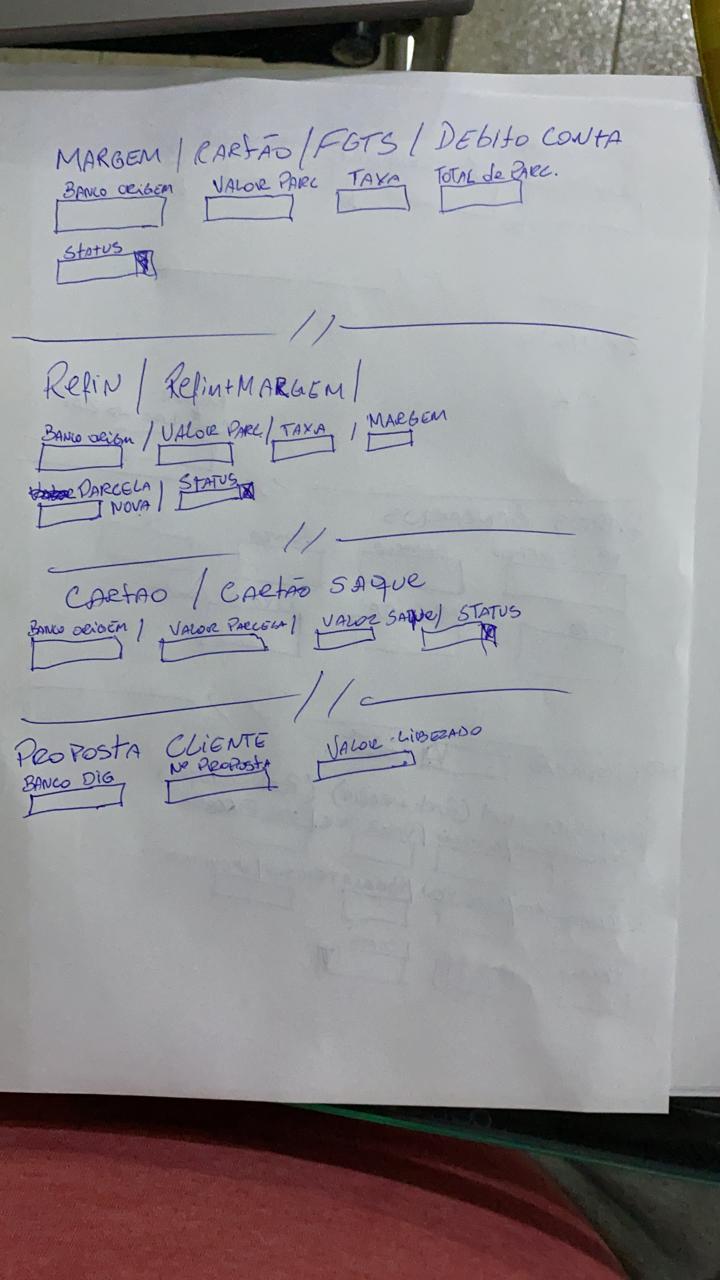 MARGEM / CARTÃO / FGTS / DEBITO CONTA
BANCO ORIGEM VALOR PARC TAXA TOTAL de PARC.
STATUS
//
Refin / Refin+MARGEM /
BANCO ORIGEM / VALOR PARC / TAXA / MARGEM
PARCELA NOVA / STATUS
//
CARTAO / CARTÃO SAQUE
BANCO ORIGEM / VALOR PARCELA / VALOR SAQUE / STATUS
//
PROPOSTA CLIENTE
BANCO DIG Nº PROPOSTA VALOR LIBERADO